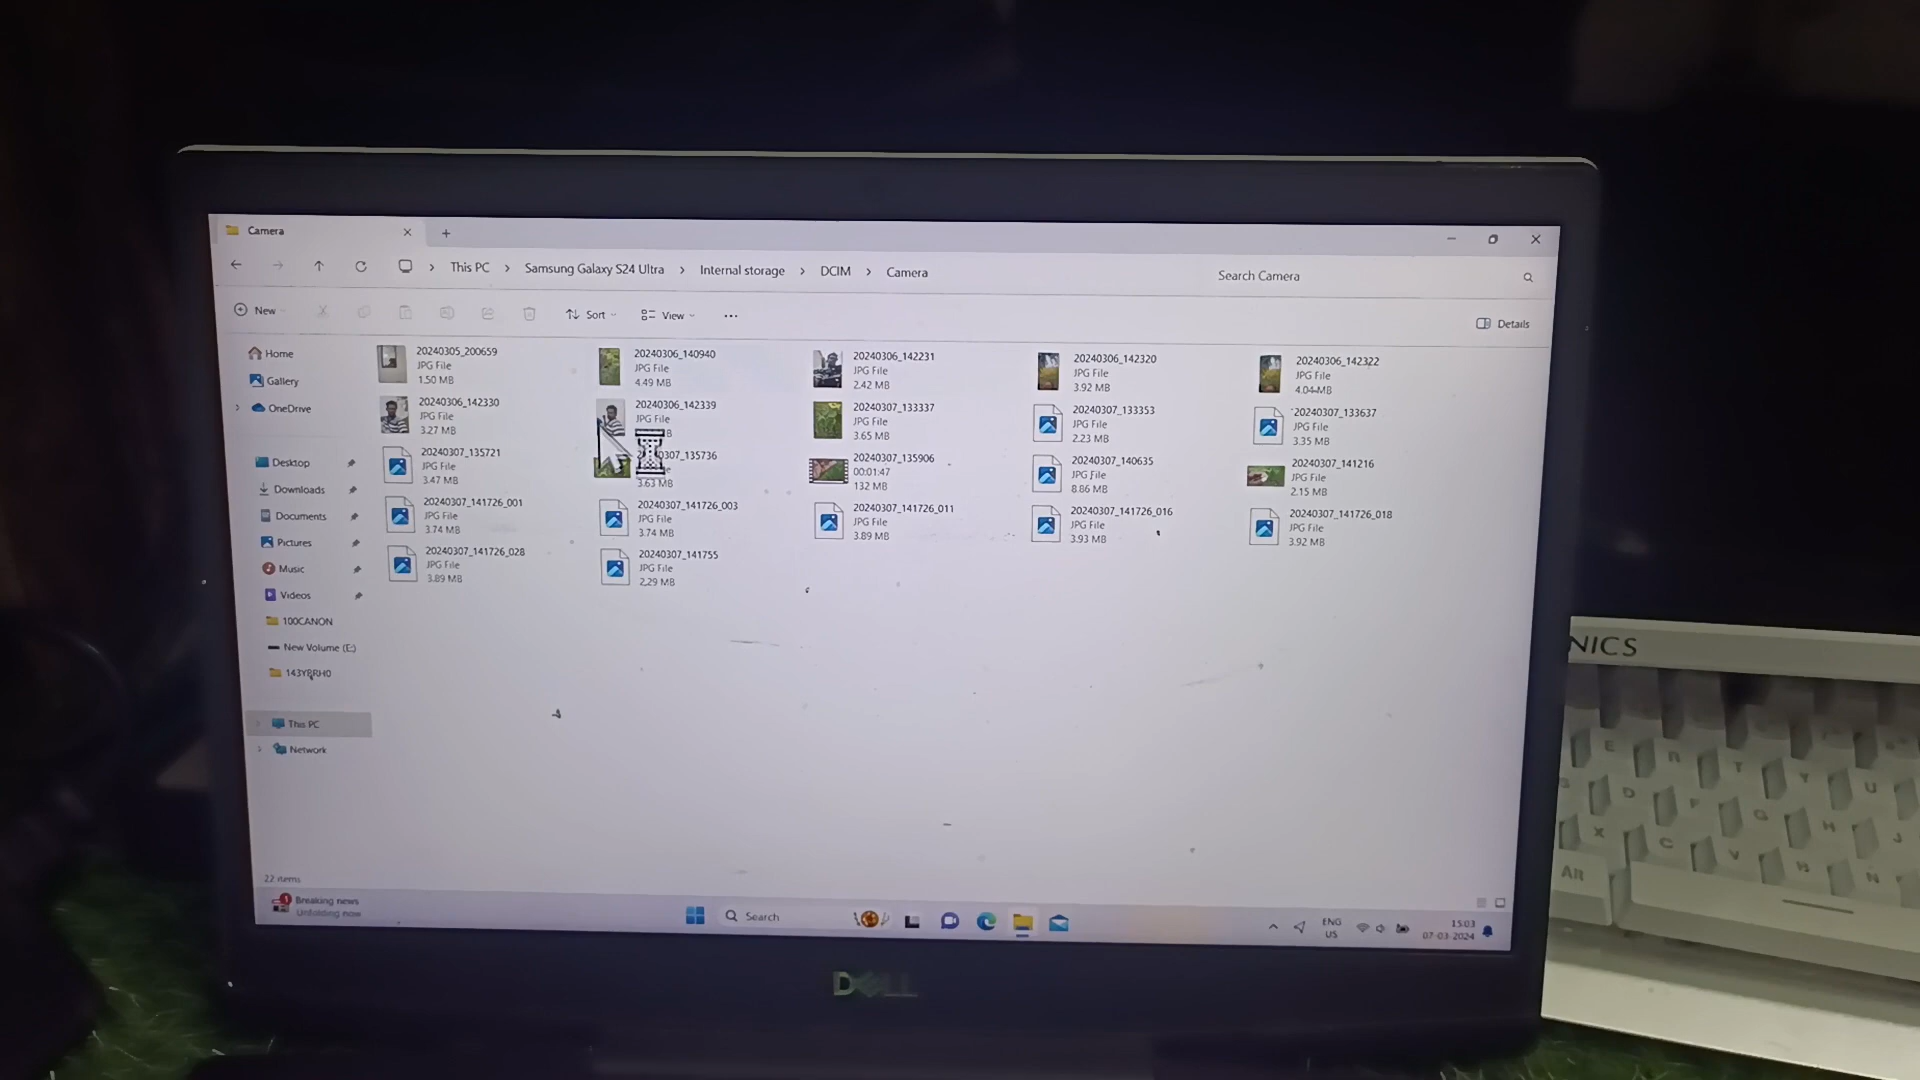 Camera
This PC > Samsung Galaxy S24 Ultra > Internal storage > DCIM > Camera
Search Camera
New
Sort
View
Details
Home
Gallery
OneDrive
Desktop
Downloads
Documents
Pictures
Music
Videos
100CANON
New Volume (E:)
This PC
Network
20240305_200659
JPG File
1.50 MB
20240306_140940
JPG File
4.49 MB
20240306_142231
JPG File
2.42 MB
20240306_142320
JPG File
3.92 MB
20240306_142322
JPG File
4.04 MB
20240306_142330
JPG File
3.27 MB
20240306_142339
JPG File
20240307_133337
JPG File
3.65 MB
20240307_133353
JPG File
2.23 MB
20240307_133637
JPG File
3.35 MB
20240307_135721
JPG File
3.47 MB
07_135736
3.63 MB
20240307_135906
00:01:47
132 MB
20240307_140635
JPG File
8.86 MB
20240307_141216
JPG File
2.15 MB
20240307_141726_001
JPG File
3.74 MB
20240307_141726_003
JPG File
3.74 MB
20240307_141726_011
JPG File
3.89 MB
20240307_141726_016
JPG File
3.93 MB
20240307_141726_018
JPG File
3.92 MB
20240307_141726_028
JPG File
3.89 MB
20240307_141755
JPG File
2.29 MB
22 items
1
Breaking news
Unfolding now
Search
ENG
US
15:03
07-03-2024
DELL
NICS
E R T Y U
D F G H J
X C V B N
Alt